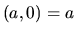 (a, 0) = a